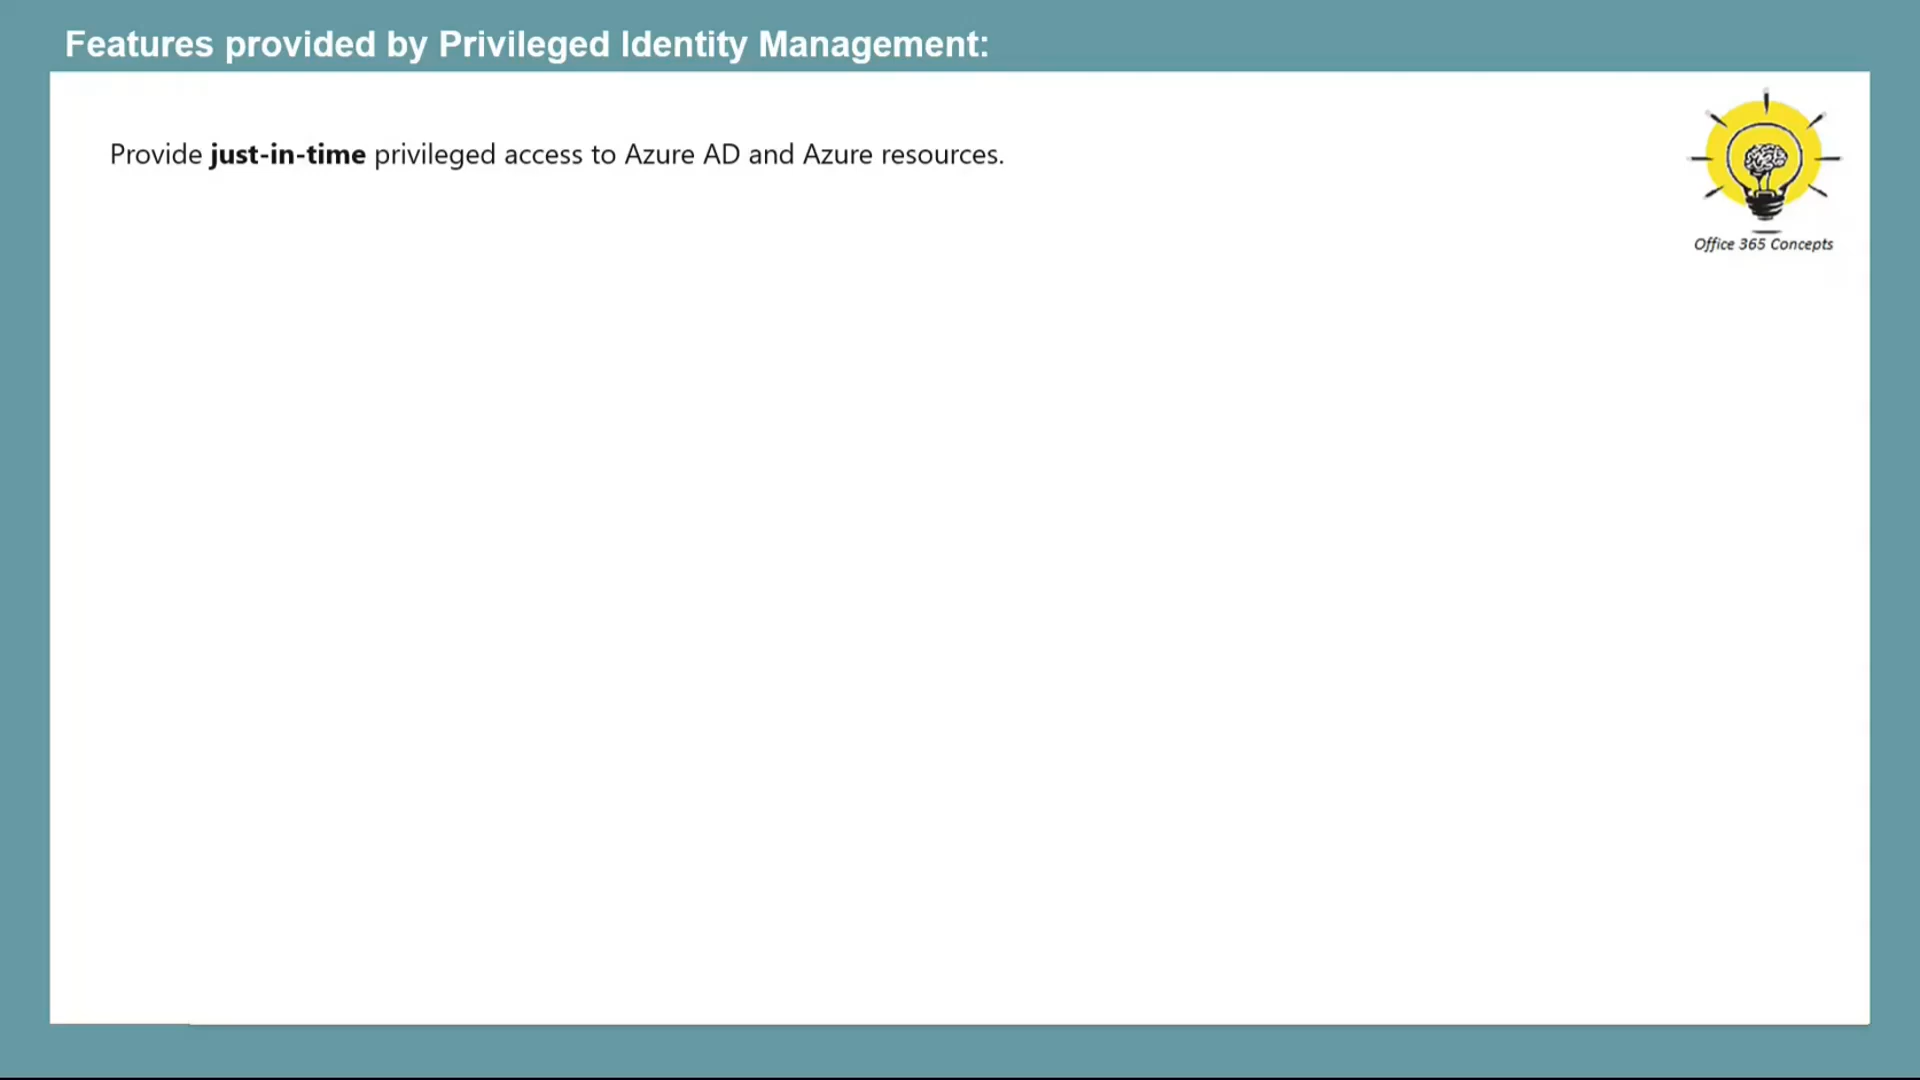 Features provided by Privileged Identity Management:
Provide just-in-time privileged access to Azure AD and Azure resources.
Office 365 Concepts